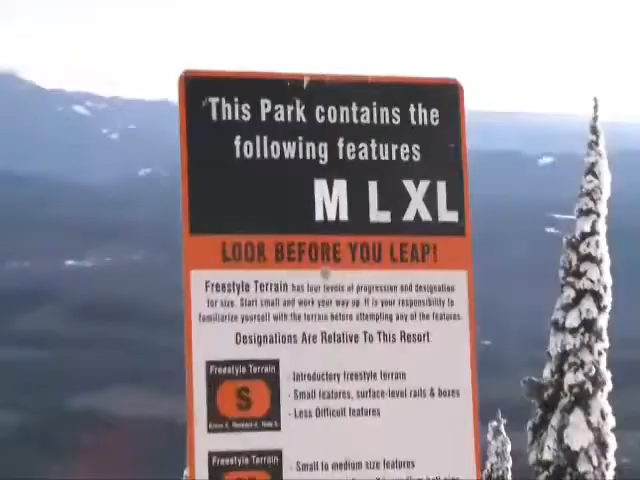 This Park contains the
following features
M L XL
LOOK BEFORE YOU LEAP!
Freestyle Terrain has four levels of progression and designation
for size. Start small and work your way up. It is your responsibility to
familiarize yourself with the terrain before attempting any of the features.
Designations Are Relative To This Resort
Freestyle Terrain
S
- Introductory freestyle terrain
- Small features, surface-level rails & boxes
- Less Difficult features
Freestyle Terrain
- Small to medium size features